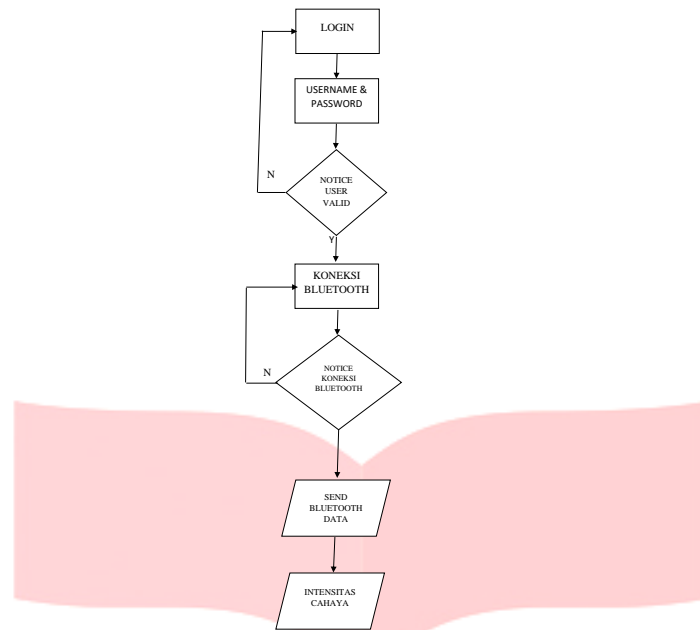 LOGIN
USERNAME &
PASSWORD
N
NOTICE
USER
VALID
Y
KONEKSI
BLUETOOTH
N
NOTICE
KONEKSI
BLUETOOTH
SEND
BLUETOOTH
DATA
INTENSITAS
CAHAYA